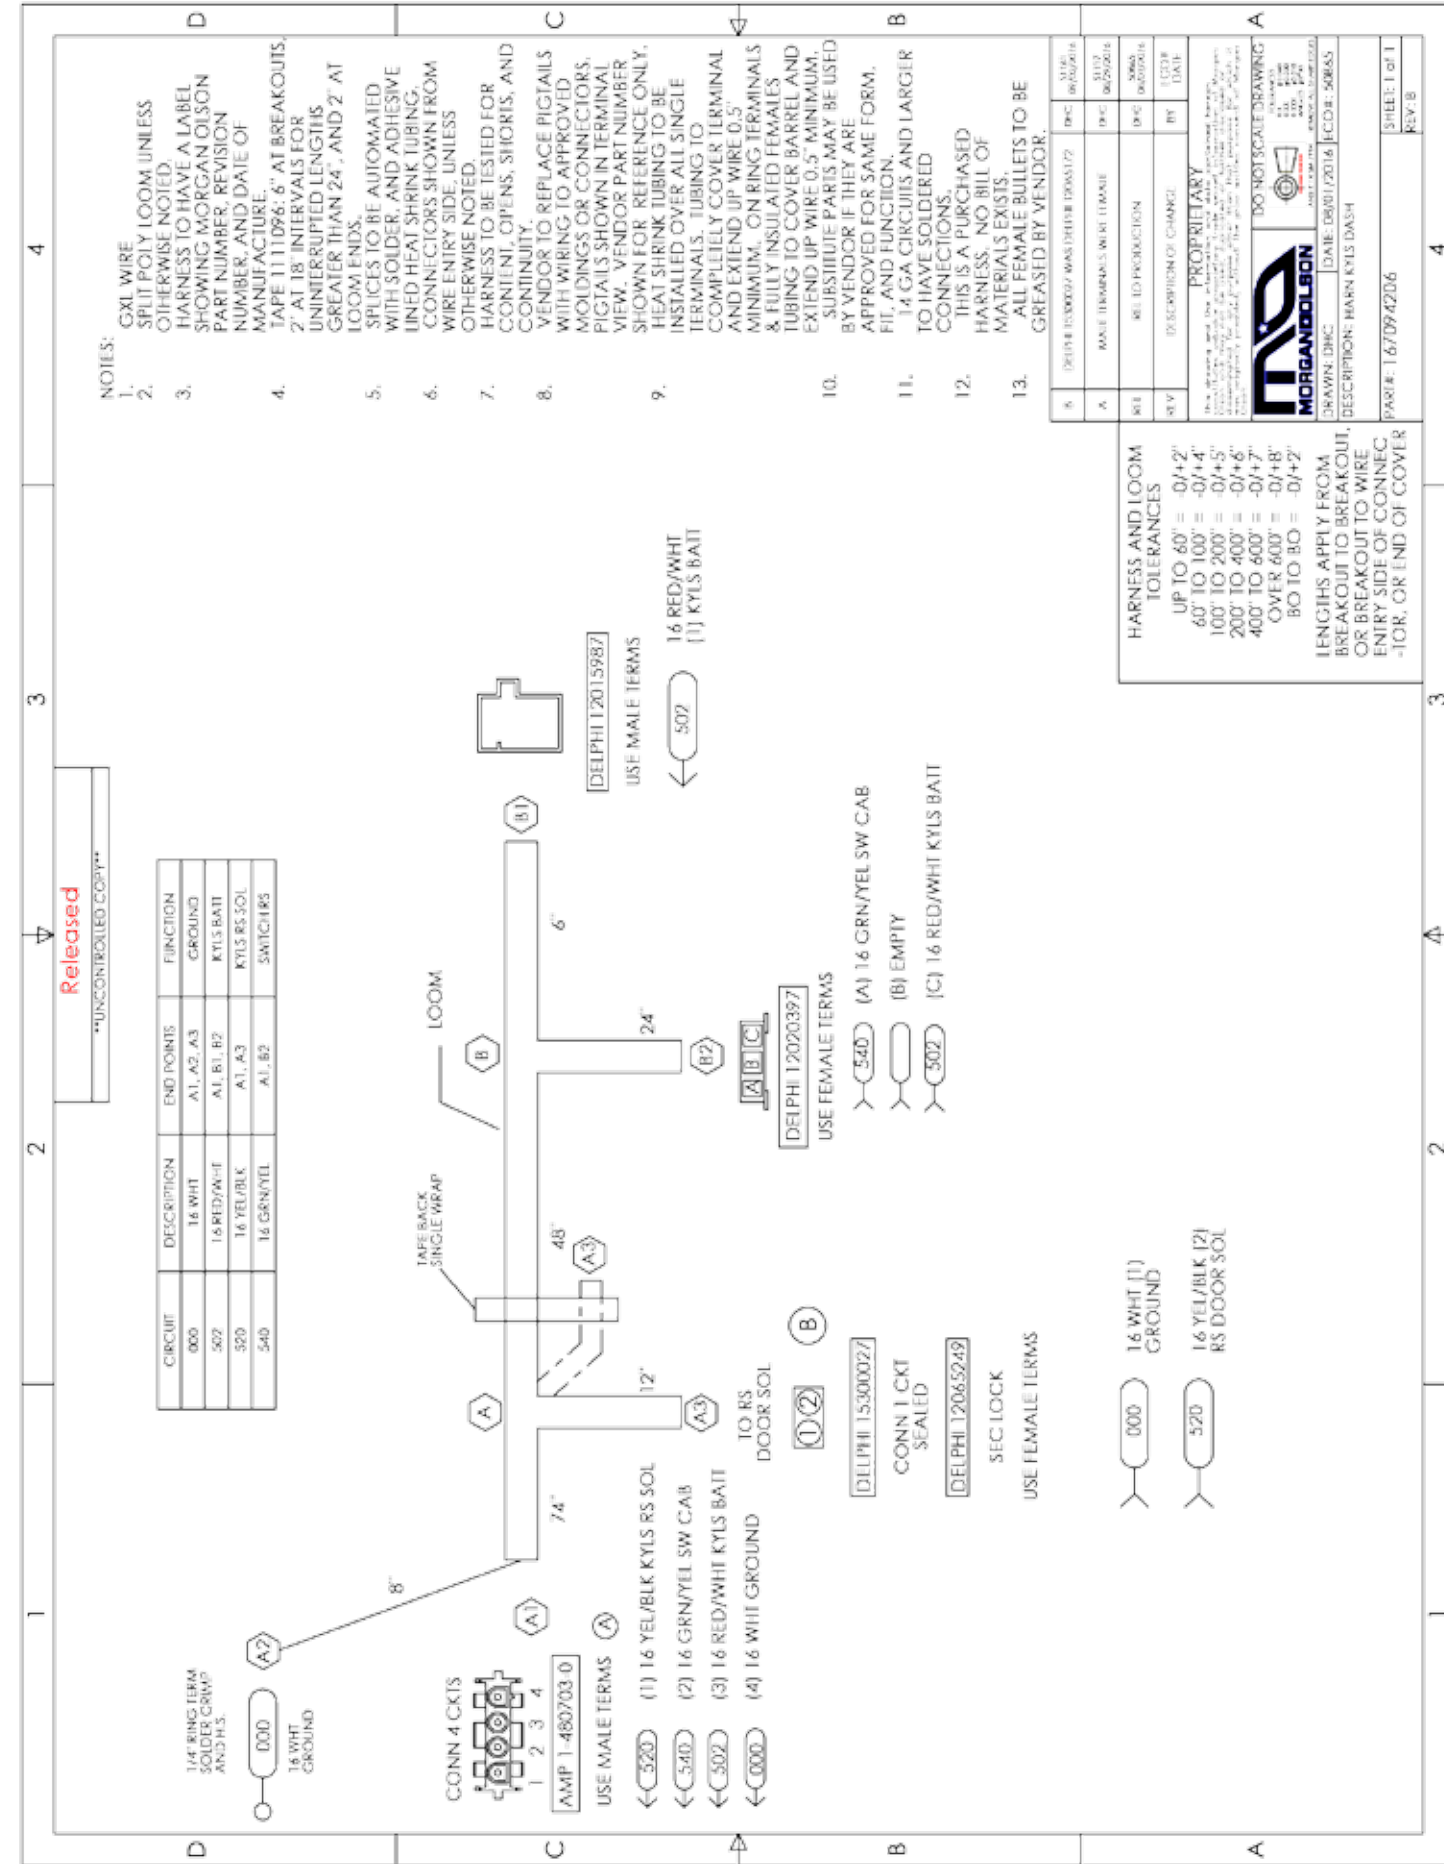 Released
**UNCONTROLLED COPY**
CIRCUIT DESCRIPTION END POINTS FUNCTION
000 16 WHT A1, A2, A3 GROUND
502 16 RED/WHT A1, B1, B2 KYLS BATT
520 16 YEL/BLK A1, A3 KYLS RS SOL
540 16 GRN/YEL A1, B2 SWITCH RS
1/4" RING TERM
SOLDER CRIMP
AND H.S.
000
A2
16 WHT
GROUND
8"
TAPE BACK
SINGLE WRAP
LOOM
CONN 4 CKTS
1 2 3 4
AMP 1-480703-0
USE MALE TERMS A
520 (1) 16 YEL/BLK KYLS RS SOL
540 (2) 16 GRN/YEL SW CAB
502 (3) 16 RED/WHT KYLS BATT
000 (4) 16 WHT GROUND
A1
74"
A
12"
A3
48"
A3
B
24"
B2
6"
B1
TO RS
DOOR SOL
1 2
B
DELPHI 15300027
CONN 1 CKT
SEALED
DELPHI 12065249
SEC LOCK
USE FEMALE TERMS
000 16 WHT (1)
GROUND
520 16 YEL/BLK (2)
RS DOOR SOL
A B C
DELPHI 12020397
USE FEMALE TERMS
540 (A) 16 GRN/YEL SW CAB
(B) EMPTY
502 (C) 16 RED/WHT KYLS BATT
DELPHI 12015987
USE MALE TERMS
502 16 RED/WHT
(1) KYLS BATT
NOTES:
1. GXL WIRE
2. SPLIT POLY LOOM UNLESS
OTHERWISE NOTED.
3. HARNESS TO HAVE A LABEL
SHOWING MORGAN OLSON
PART NUMBER, REVISION
NUMBER, AND DATE OF
MANUFACTURE.
4. TAPE 1111096: 6" AT BREAKOUTS,
2" AT 18" INTERVALS FOR
UNINTERRUPTED LENGTHS
GREATER THAN 24", AND 2" AT
LOOM ENDS.
5. SPLICES TO BE AUTOMATED
WITH SOLDER, AND ADHESIVE
LINED HEAT SHRINK TUBING.
6. CONNECTORS SHOWN FROM
WIRE ENTRY SIDE, UNLESS
OTHERWISE NOTED.
7. HARNESS TO BE TESTED FOR
CONTENT, OPENS, SHORTS, AND
CONTINUITY.
8. VENDOR TO REPLACE PIGTAILS
WITH WIRING TO APPROVED
MOLDINGS OR CONNECTORS.
PIGTAILS SHOWN IN TERMINAL
VIEW. VENDOR PART NUMBER
SHOWN FOR REFERENCE ONLY.
9. HEAT SHRINK TUBING TO BE
INSTALLED OVER ALL SINGLE
TERMINALS. TUBING TO
COMPLETELY COVER TERMINAL
AND EXTEND UP WIRE 0.5"
MINIMUM. ON RING TERMINALS
& FULLY INSULATED FEMALES
TUBING TO COVER BARREL AND
EXTEND UP WIRE 0.5" MINIMUM.
10. SUBSTITUTE PARTS MAY BE USED
BY VENDOR IF THEY ARE
APPROVED FOR SAME FORM,
FIT, AND FUNCTION.
11. 14 GA CIRCUITS AND LARGER
TO HAVE SOLDERED
CONNECTIONS.
12. THIS IS A PURCHASED
HARNESS. NO BILL OF
MATERIALS EXISTS.
13. ALL FEMALE BULLETS TO BE
GREASED BY VENDOR.
HARNESS AND LOOM
TOLERANCES
UP TO 60" = -0/+2"
60" TO 100" = -0/+4"
100" TO 200" = -0/+5"
200" TO 400" = -0/+6"
400" TO 600" = -0/+7"
OVER 600" = -0/+8"
BO TO BO = -0/+2"
LENGTHS APPLY FROM
BREAKOUT TO BREAKOUT,
OR BREAKOUT TO WIRE
ENTRY SIDE OF CONNEC
-TOR, OR END OF COVER
B DELPHI 15300027 WAS DELPHI DHC
A MALE TERMINALS WERE FEMALE DHC
REL REL TO PRODUCTION DHC
REV DESCRIPTION OF CHANGE BY DATE
PROPRIETARY
MORGANOLSON
DO NOT SCALE DRAWING
DRAWN: DHC DATE: 08/01/2016 ECO#: 50865
DESCRIPTION: HARN KYLS DASH
PART#: 167094206
SHEET: 1 of 1
REV: B
1 2 3 4
D C B A